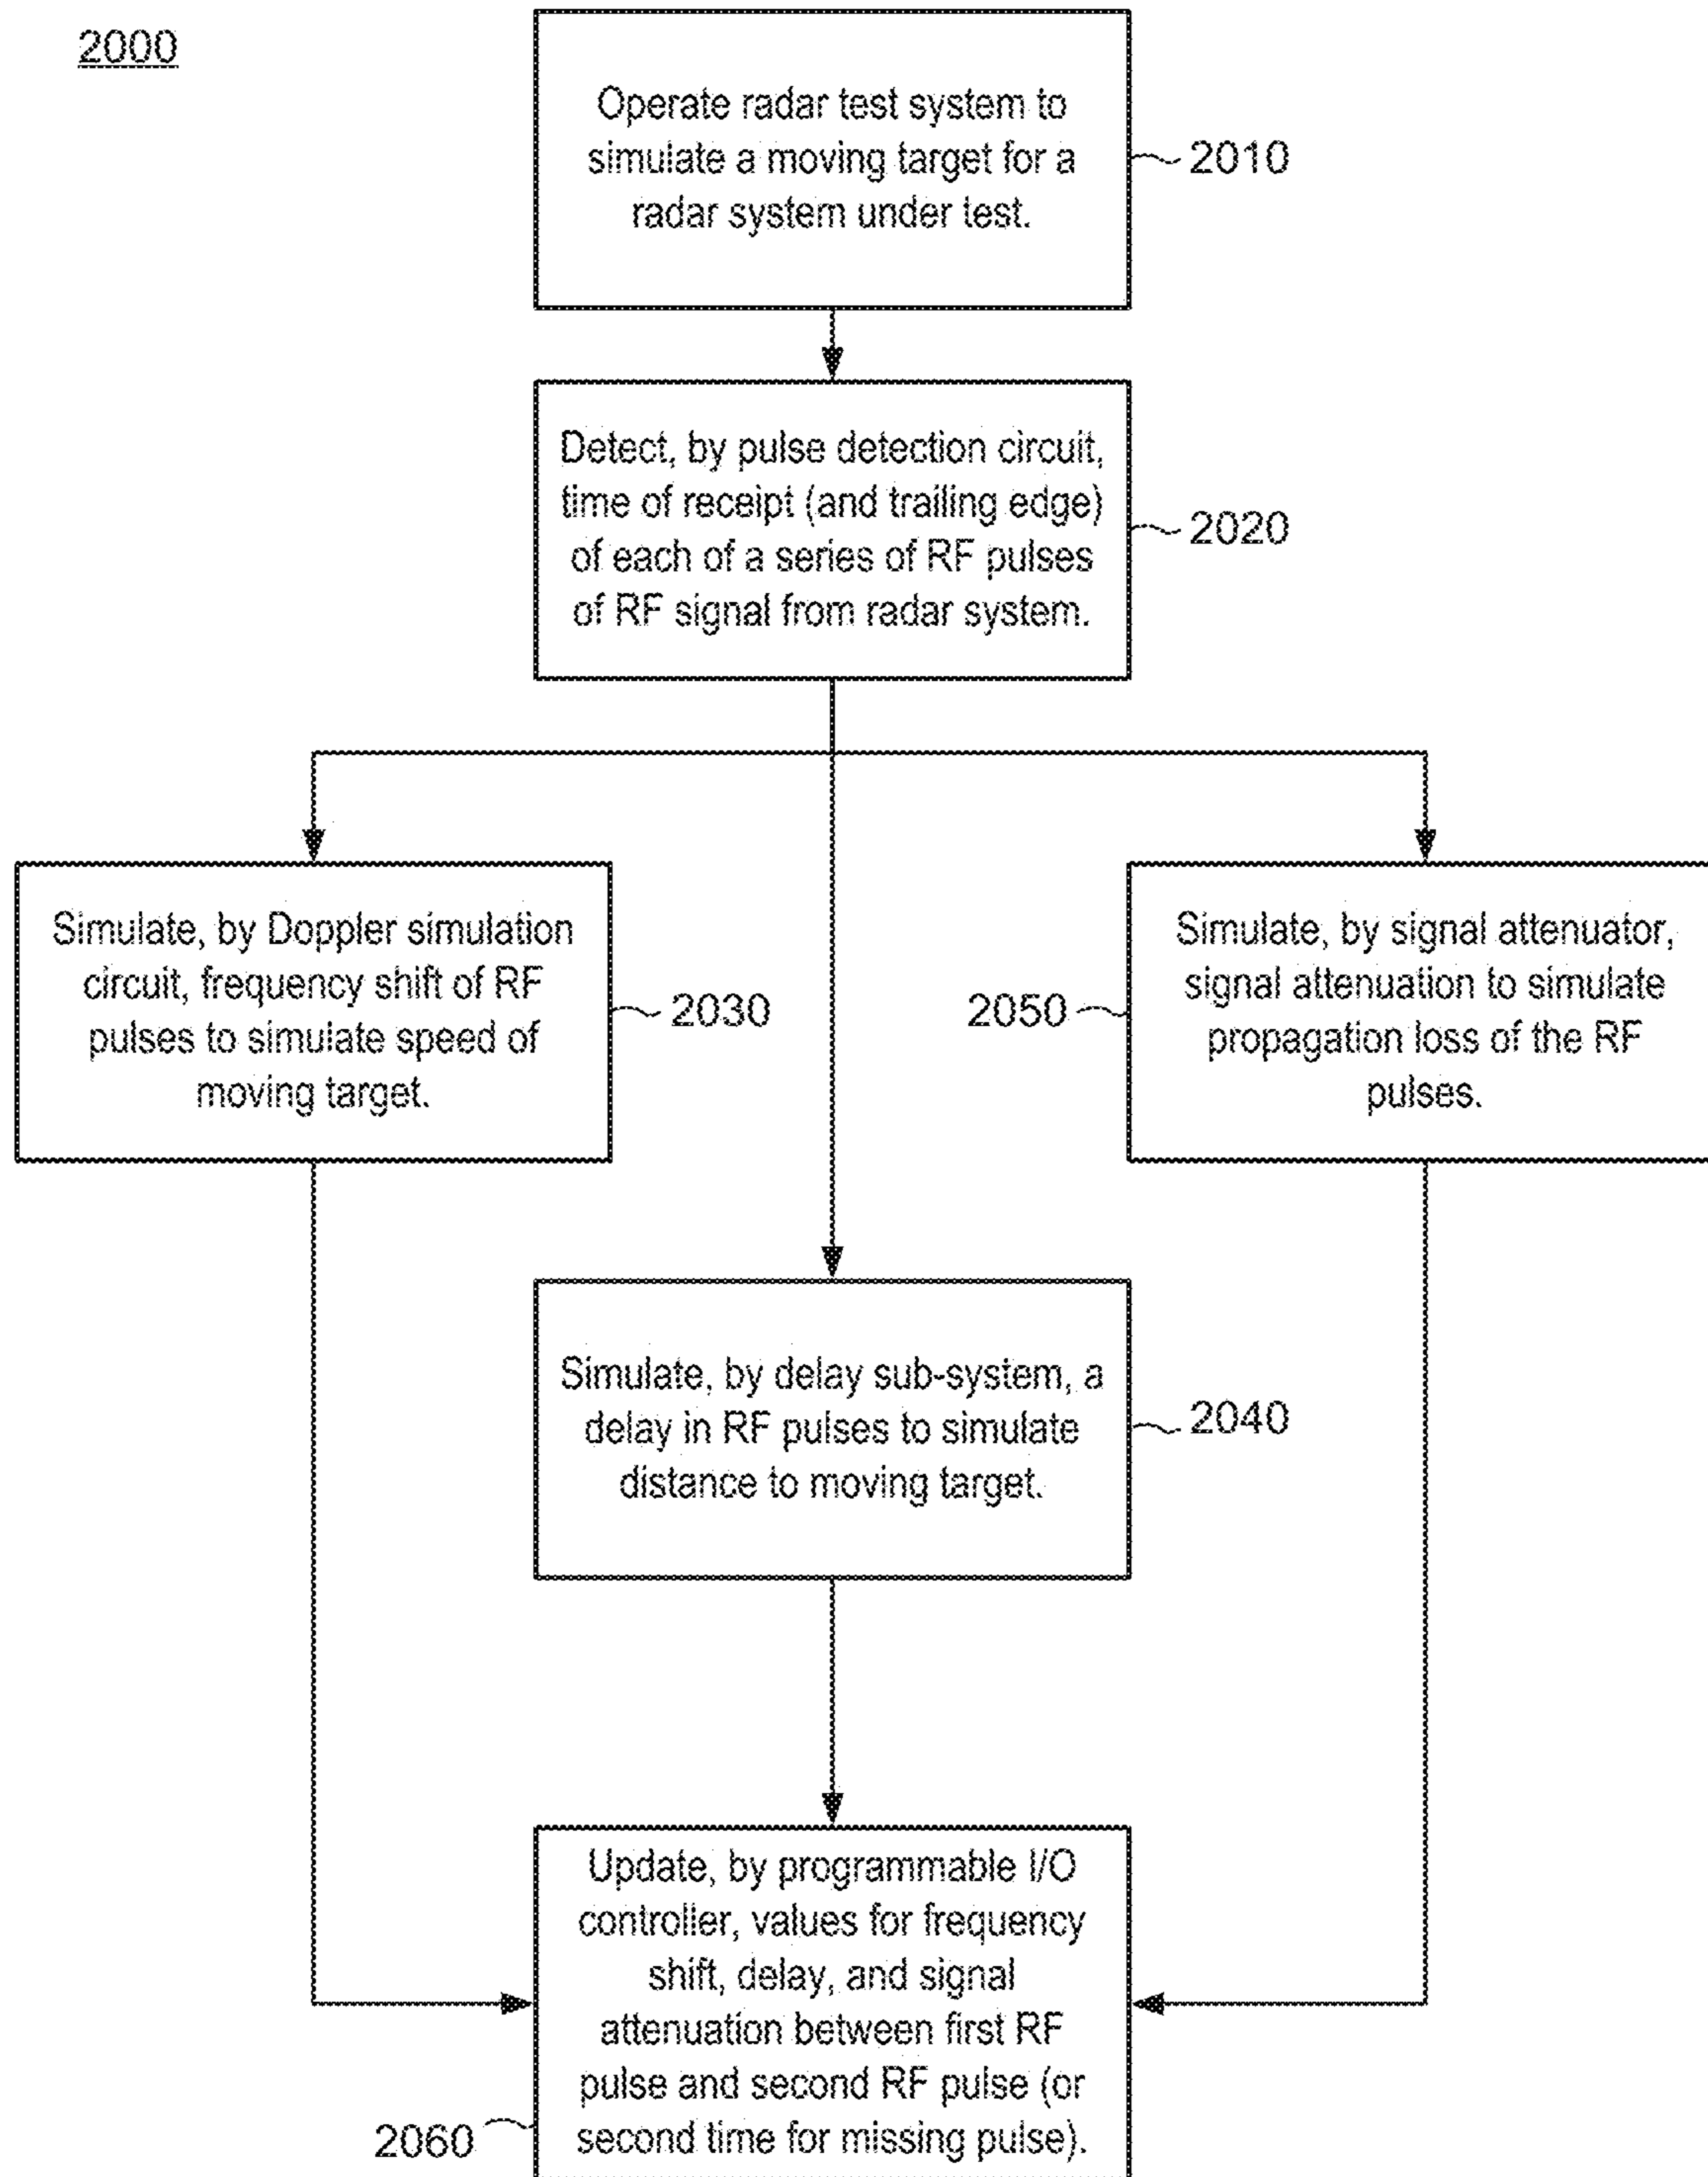 2000
Operate radar test system to
simulate a moving target for a
radar system under test.
2010
Detect, by pulse detection circuit,
time of receipt (and trailing edge)
of each of a series of RF pulses
of RF signal from radar system.
2020
Simulate, by Doppler simulation
circuit, frequency shift of RF
pulses to simulate speed of
moving target.
2030
Simulate, by signal attenuator,
signal attenuation to simulate
propagation loss of the RF
pulses.
2050
Simulate, by delay sub-system, a
delay in RF pulses to simulate
distance to moving target.
2040
Update, by programmable I/O
controller, values for frequency
shift, delay, and signal
attenuation between first RF
pulse and second RF pulse (or
second time for missing pulse).
2060